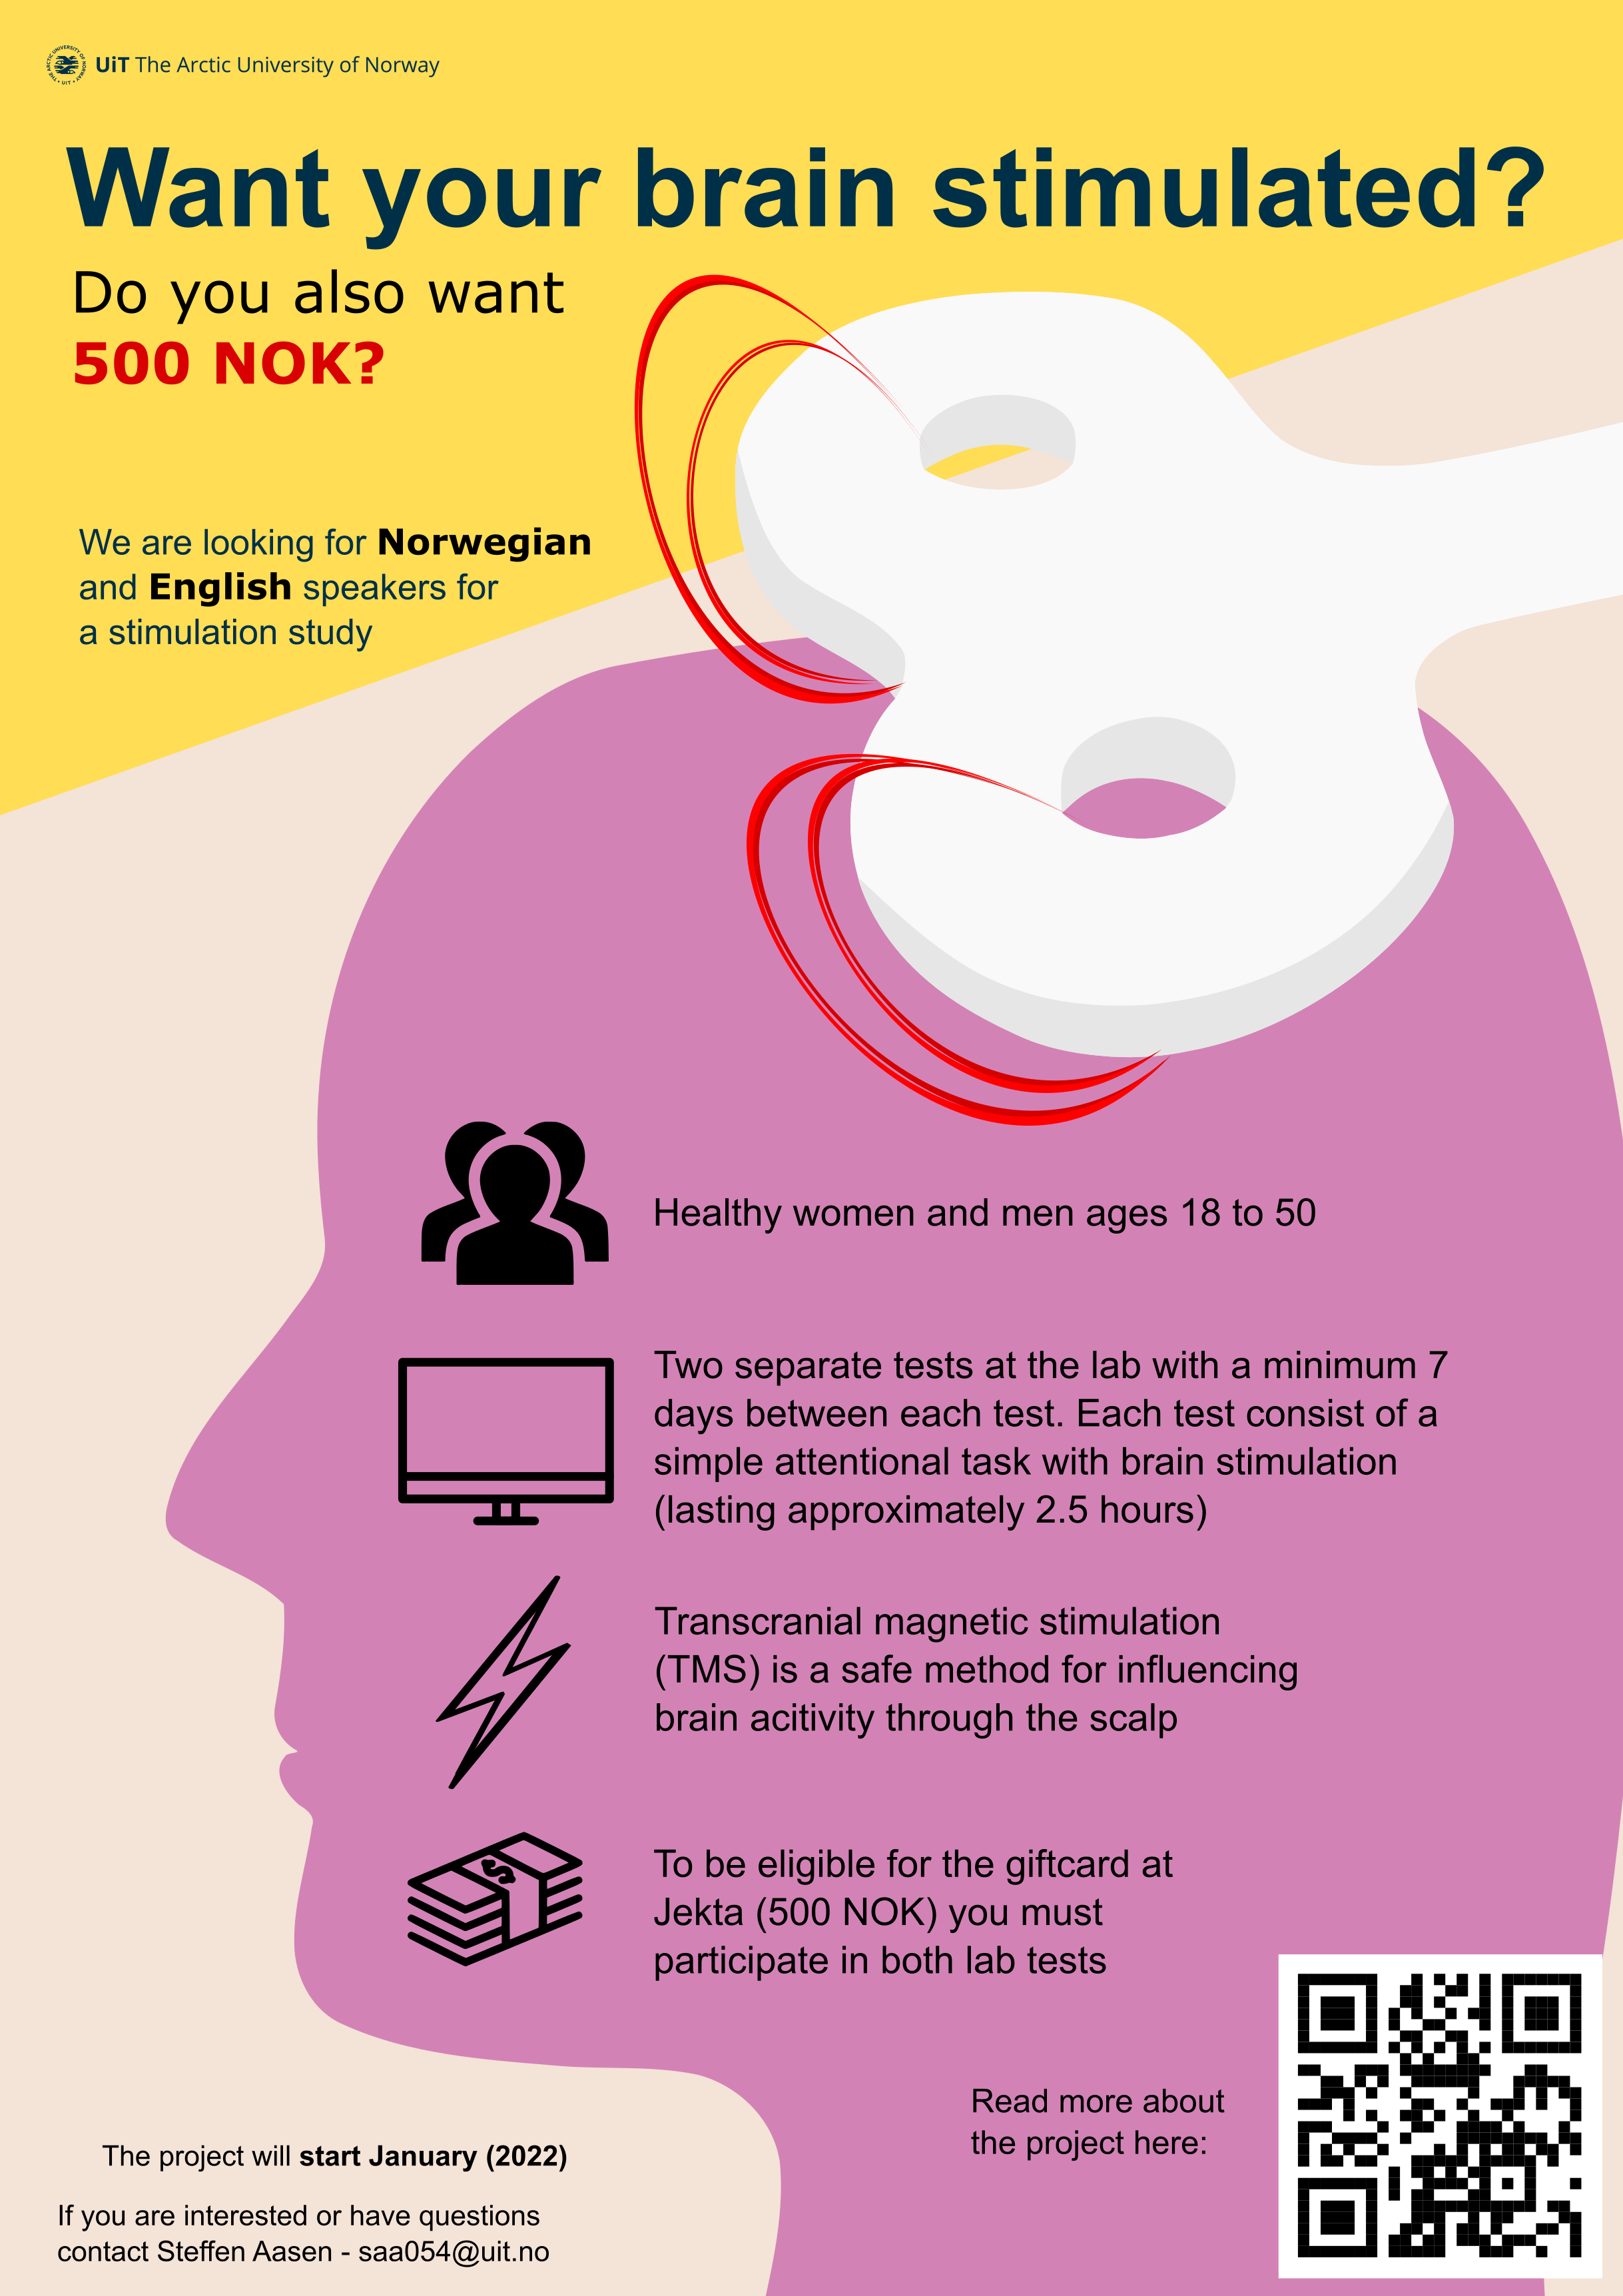 UiT The Arctic University of Norway
Want your brain stimulated?
Do you also want
500 NOK?
We are looking for Norwegian
and English speakers for
a stimulation study
Healthy women and men ages 18 to 50
Two separate tests at the lab with a minimum 7
days between each test. Each test consist of a
simple attentional task with brain stimulation
(lasting approximately 2.5 hours)
Transcranial magnetic stimulation
(TMS) is a safe method for influencing
brain acitivity through the scalp
$
To be eligible for the giftcard at
Jekta (500 NOK) you must
participate in both lab tests
Read more about
the project here:
The project will start January (2022)
If you are interested or have questions
contact Steffen Aasen - saa054@uit.no